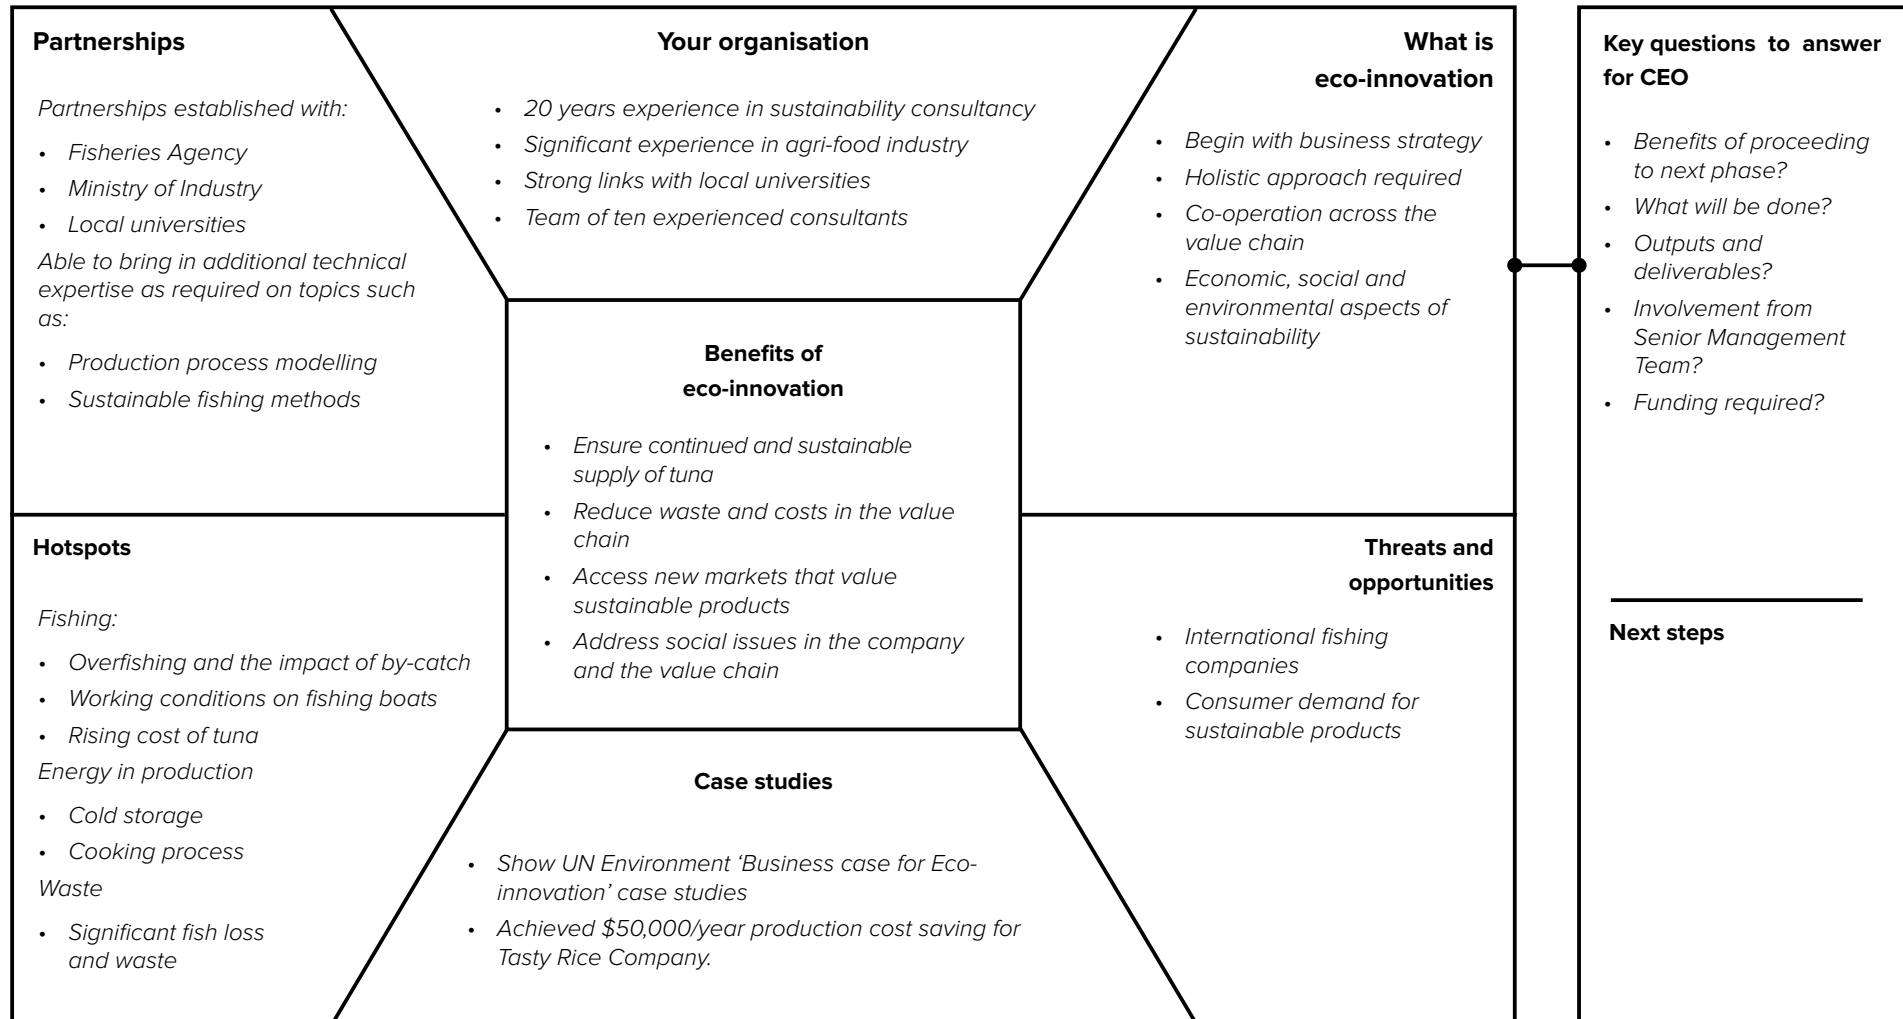 Partnerships
Partnerships established with:
• Fisheries Agency
• Ministry of Industry
• Local universities
Able to bring in additional technical
expertise as required on topics such
as:
• Production process modelling
• Sustainable fishing methods
Your organisation
• 20 years experience in sustainability consultancy
• Significant experience in agri-food industry
• Strong links with local universities
• Team of ten experienced consultants
What is
eco-innovation
• Begin with business strategy
• Holistic approach required
• Co-operation across the
value chain
• Economic, social and
environmental aspects of
sustainability
Benefits of
eco-innovation
• Ensure continued and sustainable
supply of tuna
• Reduce waste and costs in the value
chain
• Access new markets that value
sustainable products
• Address social issues in the company
and the value chain
Hotspots
Fishing:
• Overfishing and the impact of by-catch
• Working conditions on fishing boats
• Rising cost of tuna
Energy in production
• Cold storage
• Cooking process
Waste
• Significant fish loss
and waste
Case studies
• Show UN Environment ‘Business case for Eco-
innovation’ case studies
• Achieved $50,000/year production cost saving for
Tasty Rice Company.
Threats and
opportunities
• International fishing
companies
• Consumer demand for
sustainable products
Key questions to answer
for CEO
• Benefits of proceeding
to next phase?
• What will be done?
• Outputs and
deliverables?
• Involvement from
Senior Management
Team?
• Funding required?
Next steps